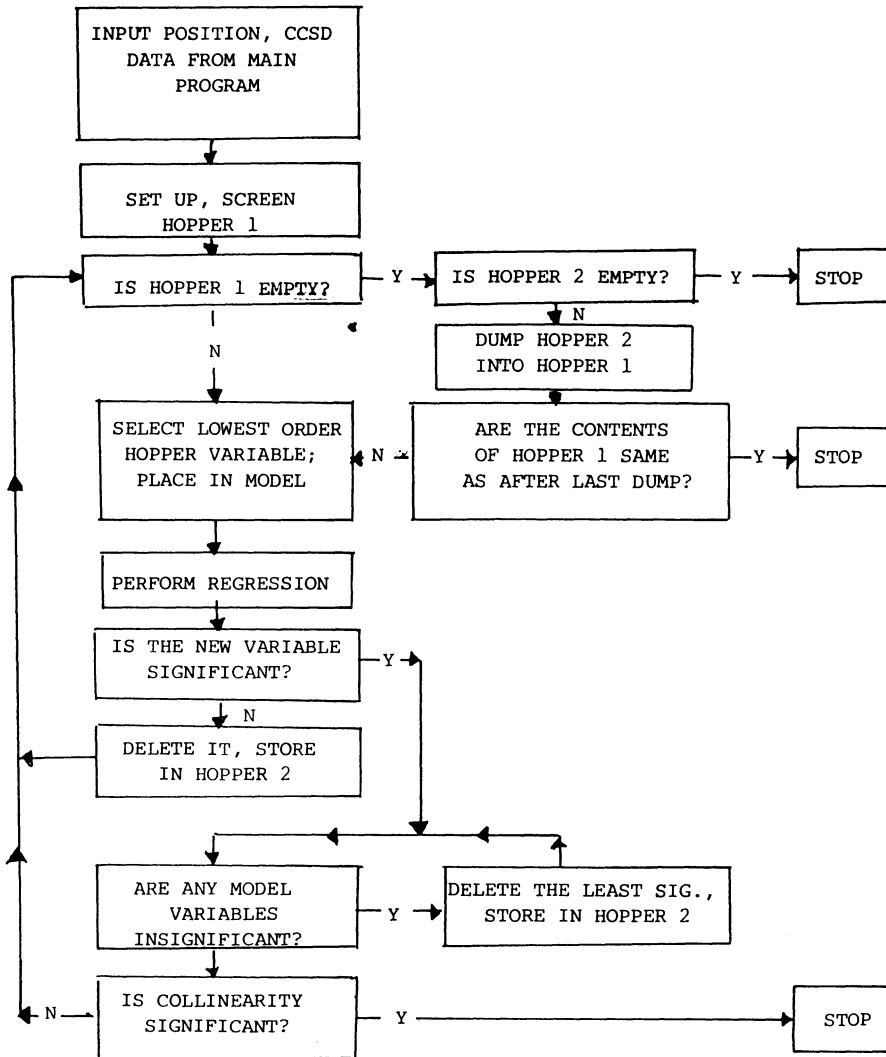 INPUT POSITION, CCSD
DATA FROM MAIN
PROGRAM
SET UP, SCREEN
HOPPER 1
IS HOPPER 1 EMPTY?
Y
IS HOPPER 2 EMPTY?
Y
STOP
N
N
DUMP HOPPER 2
INTO HOPPER 1
SELECT LOWEST ORDER
HOPPER VARIABLE;
PLACE IN MODEL
N
ARE THE CONTENTS
OF HOPPER 1 SAME
AS AFTER LAST DUMP?
Y
STOP
PERFORM REGRESSION
IS THE NEW VARIABLE
SIGNIFICANT?
Y
N
DELETE IT, STORE
IN HOPPER 2
ARE ANY MODEL
VARIABLES
INSIGNIFICANT?
Y
DELETE THE LEAST SIG.,
STORE IN HOPPER 2
N
IS COLLINEARITY
SIGNIFICANT?
Y
STOP